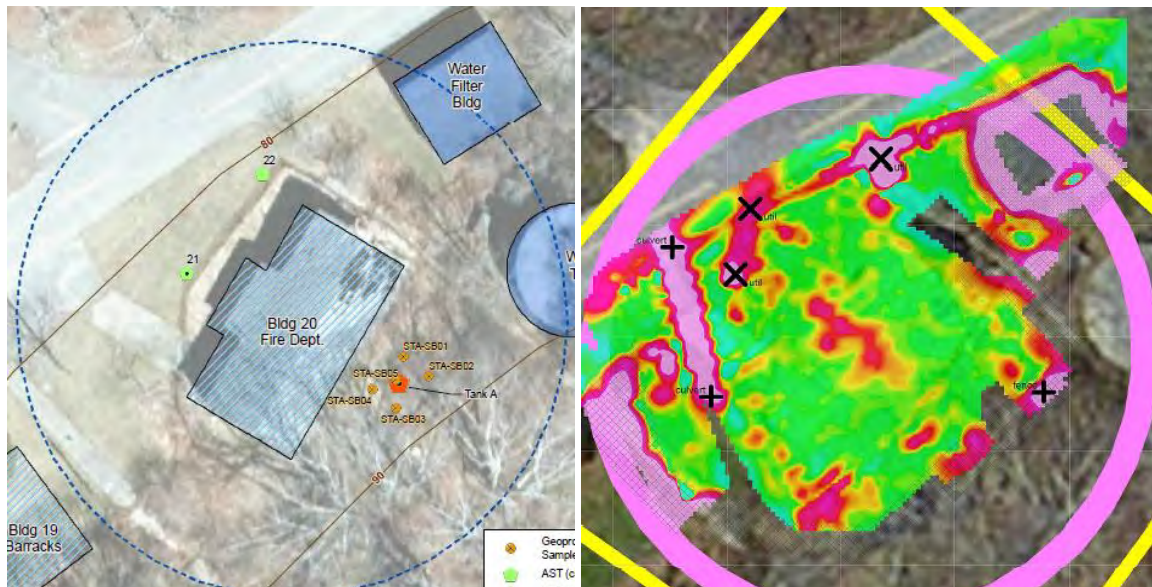 Water
Filter
Bldg
80
22
21
Bldg 20
Fire Dept.
STA-SB01
STA-SB02
STA-SB05
STA-SB04
Tank A
STA-SB03
90
Bldg 19
Barracks
Geopro
Sample
AST (c
W
T
util
util
culvert
util
culvert
fence